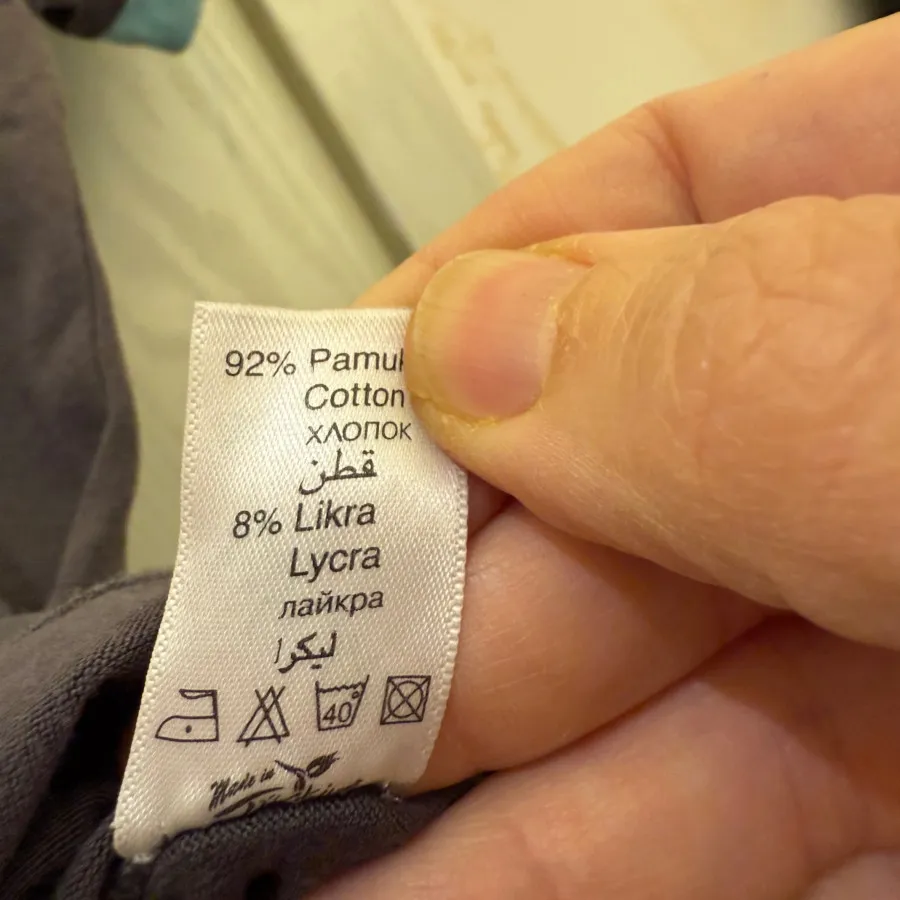 92% Pamuk
Cotton
хлопок
قطن
8% Likra
Lycra
лайкра
ليكرا
40°
Made in